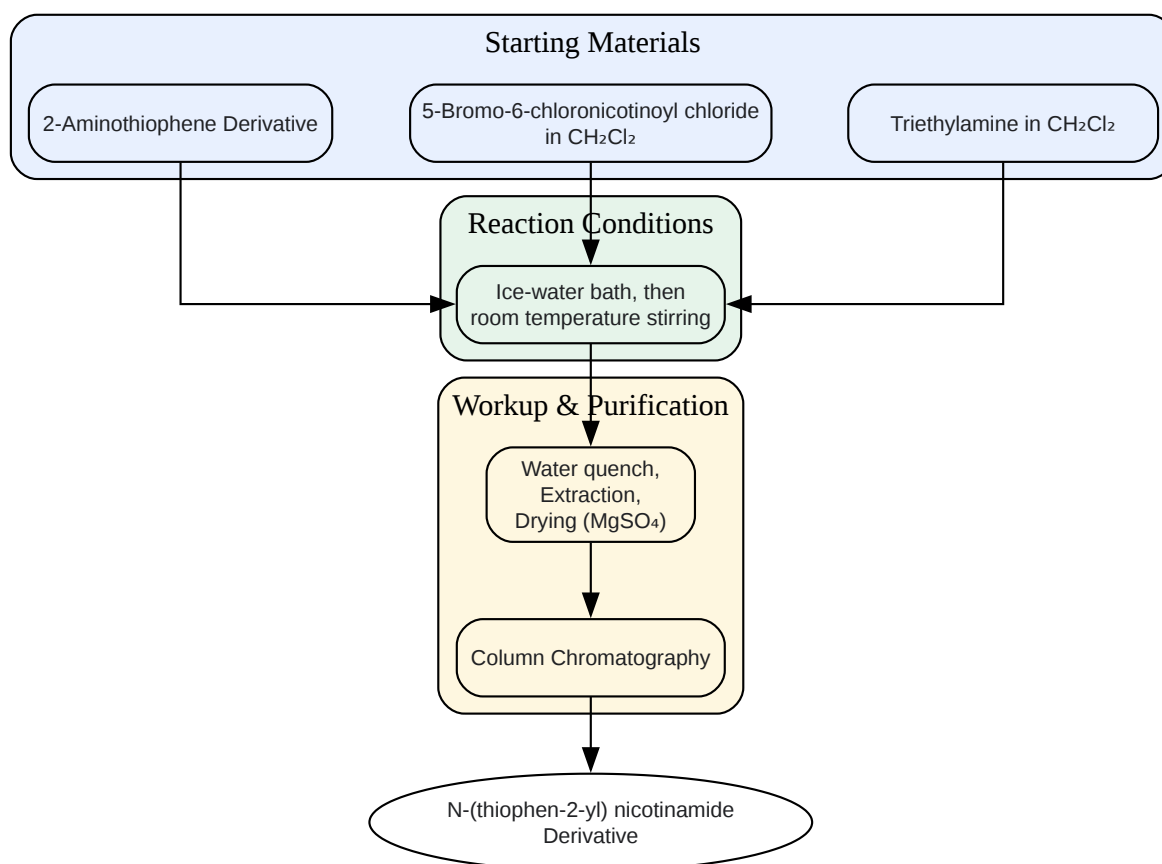 Starting Materials
2-Aminothiophene Derivative
5-Bromo-6-chloronicotinoyl chloride
in CH₂Cl₂
Triethylamine in CH₂Cl₂
Reaction Conditions
Ice-water bath, then
room temperature stirring
Workup & Purification
Water quench,
Extraction,
Drying (MgSO₄)
Column Chromatography
N-(thiophen-2-yl) nicotinamide
Derivative